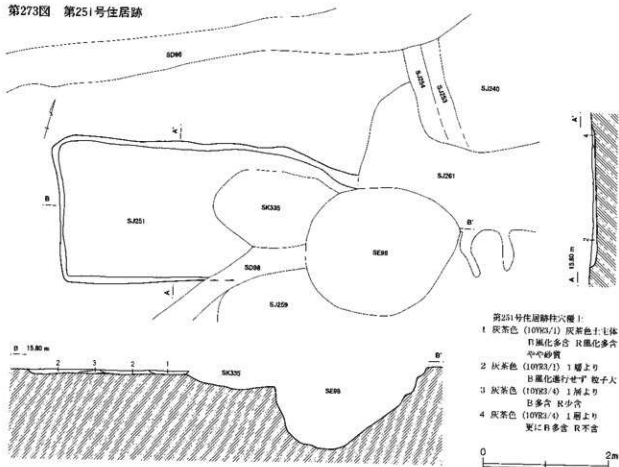 第273図 第251号住居跡
SD96
SJ254
SJ253
SJ240
A'
A'
4
SJ261
B
SJ251
SK335
SE98
B'
SD98
A
SJ259
2
A 15.80 m
B 15.80 m
2 3 2 1
SK335
SE98
B'
第251号住居跡柱穴覆土
1 灰茶色 (10YR3/1) 灰茶色土主体
B風化多含 R風化多含
やや砂質
2 灰茶色 (10YR3/1) 1層より
B風化進行せず 粒子大
3 灰茶色 (10YR3/4) 1層より
B多含 R少含
4 灰茶色 (10YR3/4) 1層より
更にB多含 R不含
0 2m